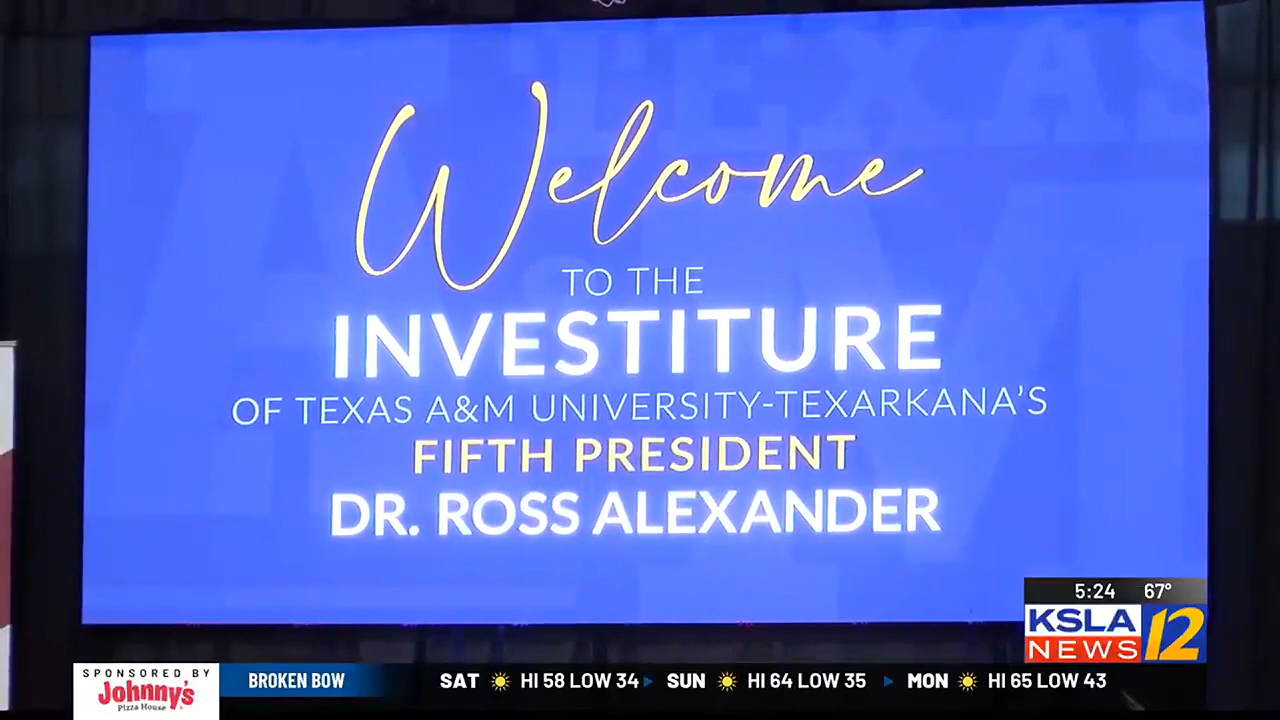 Welcome
TO THE
INVESTITURE
OF TEXAS A&M UNIVERSITY-TEXARKANA'S
FIFTH PRESIDENT
DR. ROSS ALEXANDER
TEXAS
5:24 67°
KSLA
NEWS 12
SPONSORED BY
Johnny's
Pizza House
BROKEN BOW
SAT HI 58 LOW 34 SUN HI 64 LOW 35 MON HI 65 LOW 43